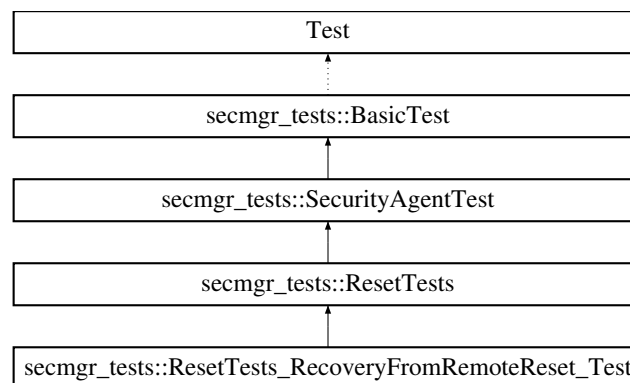 Test
secmgr_tests::BasicTest
secmgr_tests::SecurityAgentTest
secmgr_tests::ResetTests
secmgr_tests::ResetTests_RecoveryFromRemoteReset_Test